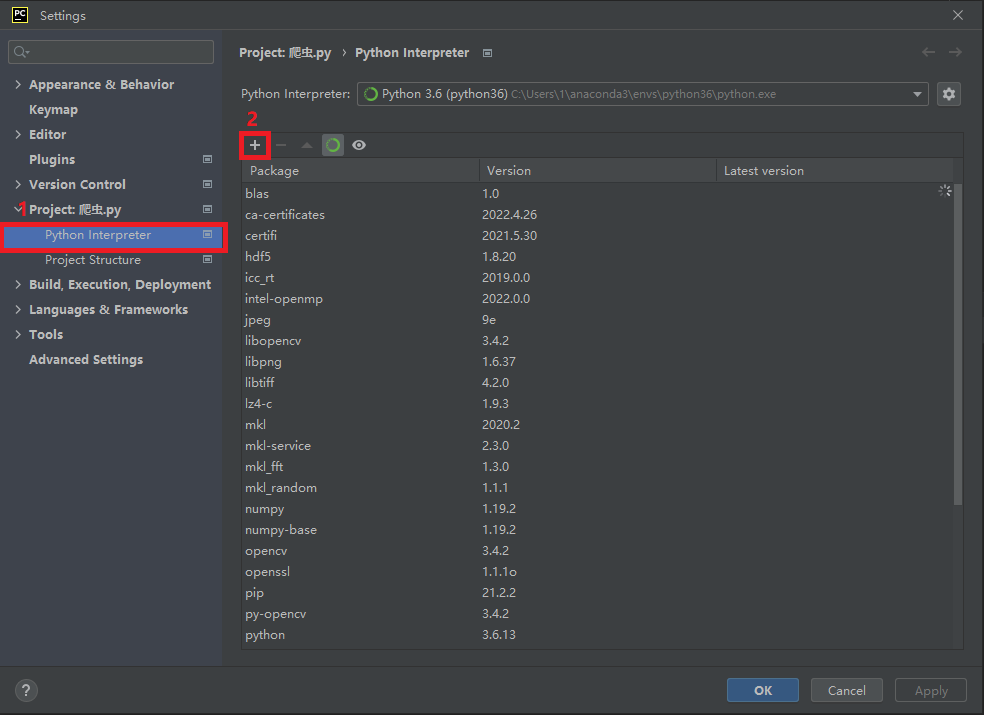 PC Settings
Project: 爬虫.py › Python Interpreter
Appearance & Behavior
Keymap
Editor
Plugins
Version Control
1 Project: 爬虫.py
Python Interpreter
Project Structure
Build, Execution, Deployment
Languages & Frameworks
Tools
Advanced Settings
Python Interpreter: Python 3.6 (python36) C:\Users\1\anaconda3\envs\python36\python.exe
2
Package Version Latest version
blas 1.0
ca-certificates 2022.4.26
certifi 2021.5.30
hdf5 1.8.20
icc_rt 2019.0.0
intel-openmp 2022.0.0
jpeg 9e
libopencv 3.4.2
libpng 1.6.37
libtiff 4.2.0
lz4-c 1.9.3
mkl 2020.2
mkl-service 2.3.0
mkl_fft 1.3.0
mkl_random 1.1.1
numpy 1.19.2
numpy-base 1.19.2
opencv 3.4.2
openssl 1.1.1o
pip 21.2.2
py-opencv 3.4.2
python 3.6.13
? OK Cancel Apply